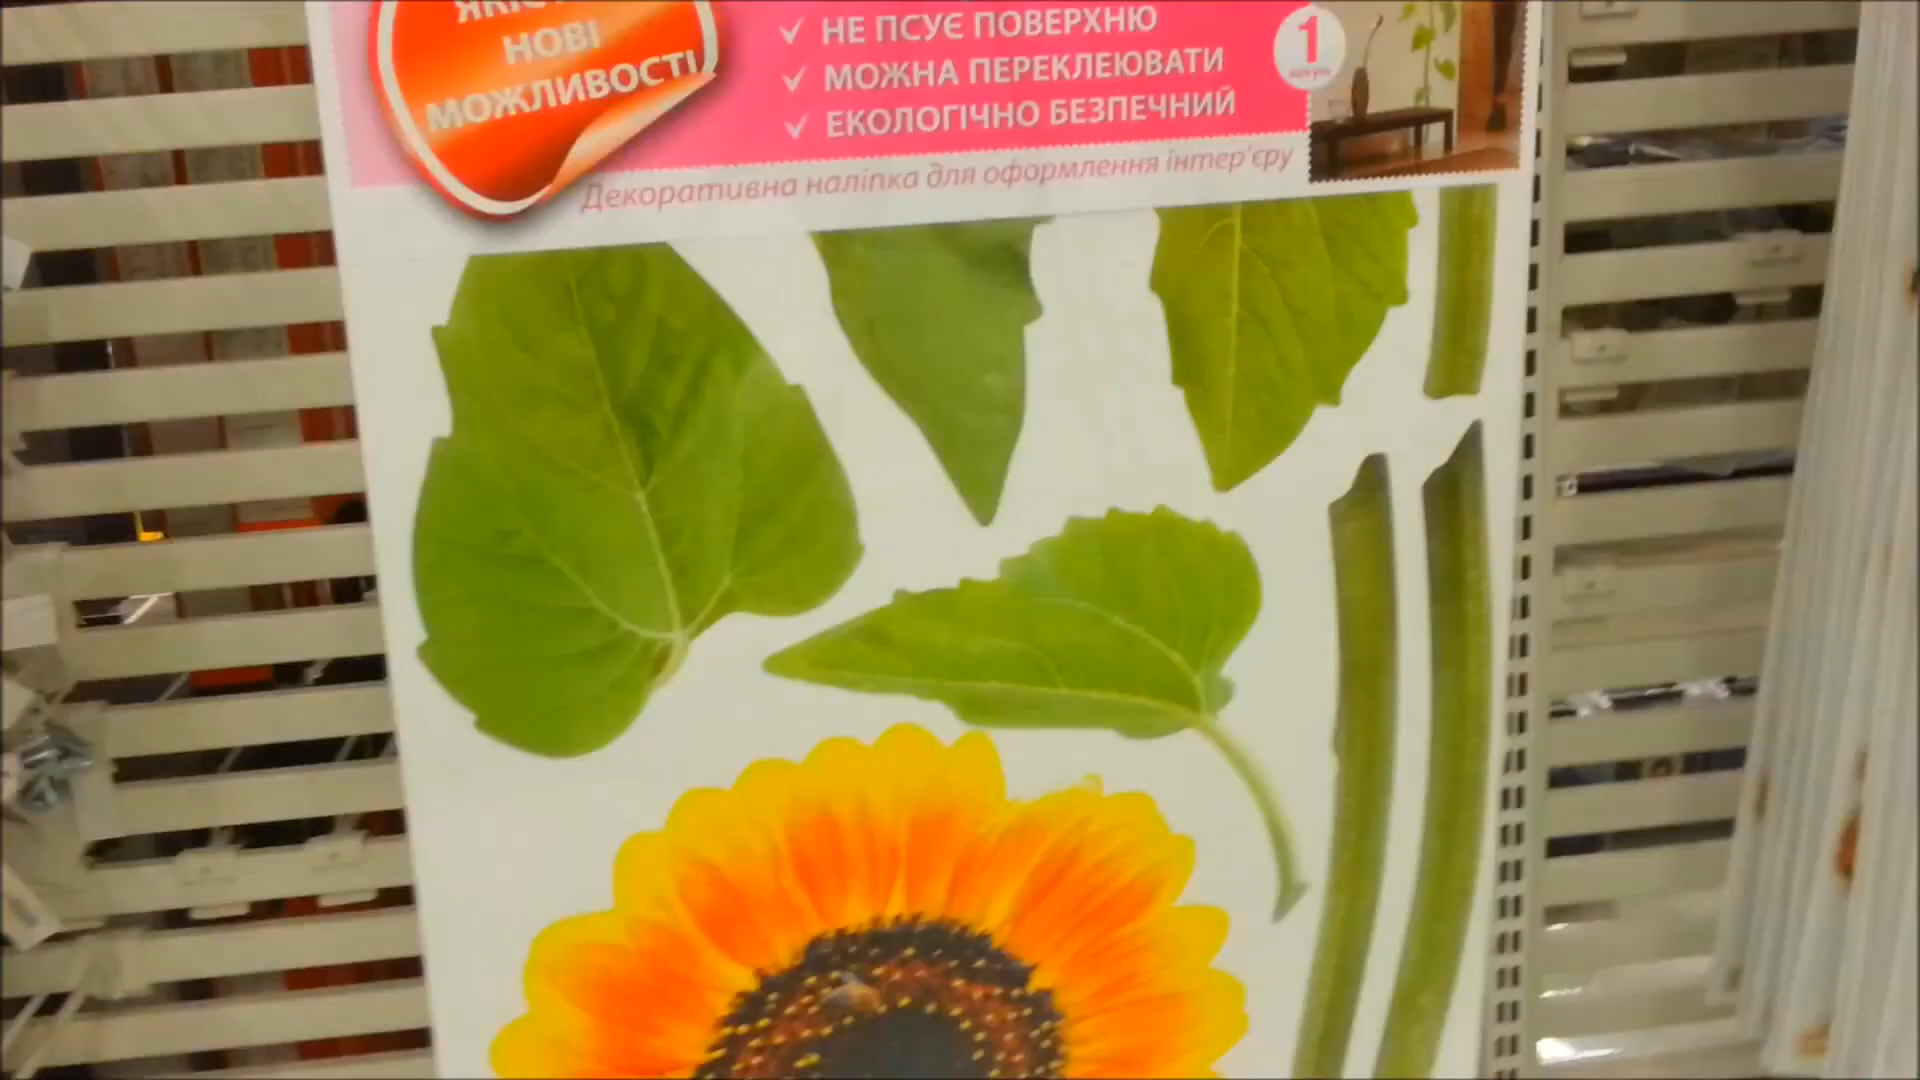 НОВІ
МОЖЛИВОСТІ
НЕ ПСУЄ ПОВЕРХНЮ
МОЖНА ПЕРЕКЛЕЮВАТИ
ЕКОЛОГІЧНО БЕЗПЕЧНИЙ
1
Декоративна наліпка для оформлення інтер'єру